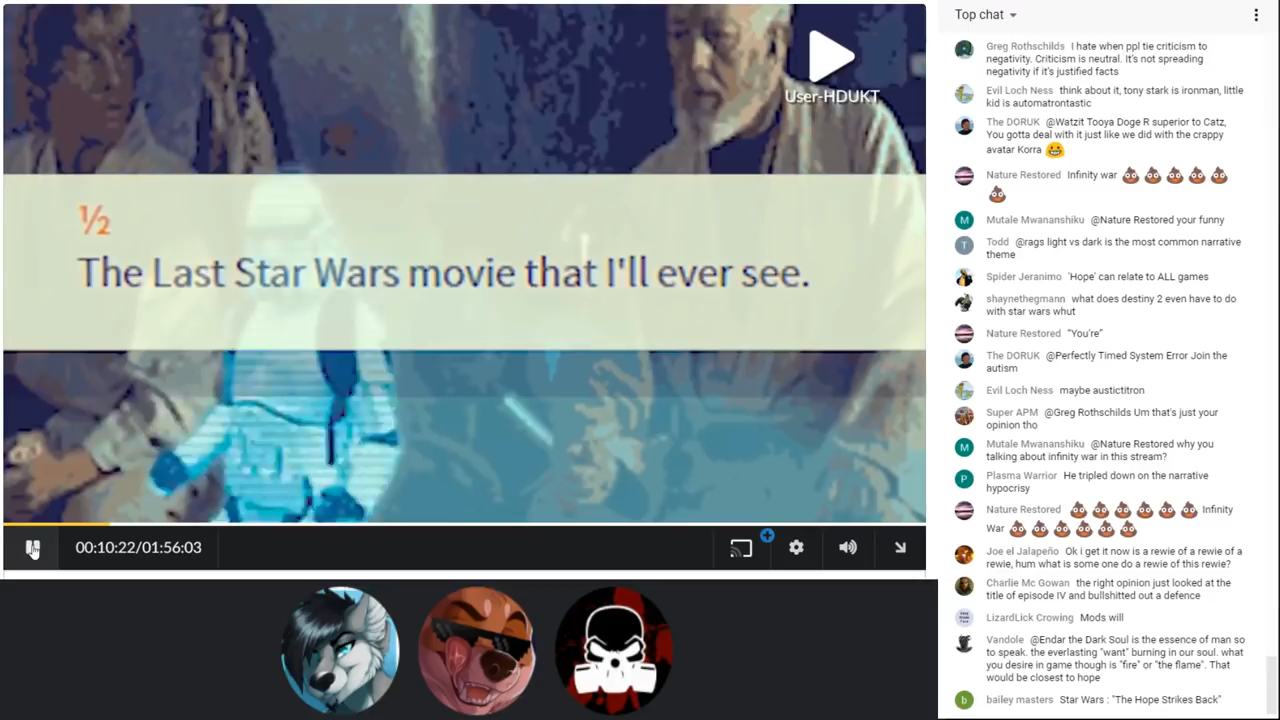 User-HDUKT
½
The Last Star Wars movie that I'll ever see.
00:10:22/01:56:03
Top chat
Greg Rothschilds I hate when ppl tie criticism to
negativity. Criticism is neutral. It's not spreading
negativity if it's justified facts
Evil Loch Ness think about it, tony stark is ironman, little
kid is automatrontastic
The DORUK @Watzit Tooya Doge R superior to Catz,
You gotta deal with it just like we did with the crappy
avatar Korra 😀
Nature Restored Infinity war 💩 💩 💩 💩 💩
💩
M
Mutale Mwananshiku @Nature Restored your funny
T
Todd @rags light vs dark is the most common narrative
theme
Spider Jeranimo 'Hope' can relate to ALL games
shaynethegmann what does destiny 2 even have to do
with star wars whut
Nature Restored “You're”
The DORUK @Perfectly Timed System Error Join the
autism
Evil Loch Ness maybe austictitron
Super APM @Greg Rothschilds Um that's just your
opinion tho
M
Mutale Mwananshiku @Nature Restored why you
talking about infinity war in this stream?
P
Plasma Warrior He tripled down on the narrative
hypocrisy
Nature Restored 💩 💩 💩 💩 💩 💩 Infinity
War 💩 💩 💩 💩 💩 💩
Joe el Jalapeño Ok i get it now is a rewie of a rewie of a
rewie, hum what is some one do a rewie of this rewie?
Charlie Mc Gowan the right opinion just looked at the
title of episode IV and bullshitted out a defence
LizardLick Crowing Mods will
Vandole @Endar the Dark Soul is the essence of man so
to speak. the everlasting "want" burning in our soul. what
you desire in game though is "fire" or "the flame". That
would be closest to hope
b
bailey masters Star Wars : "The Hope Strikes Back"